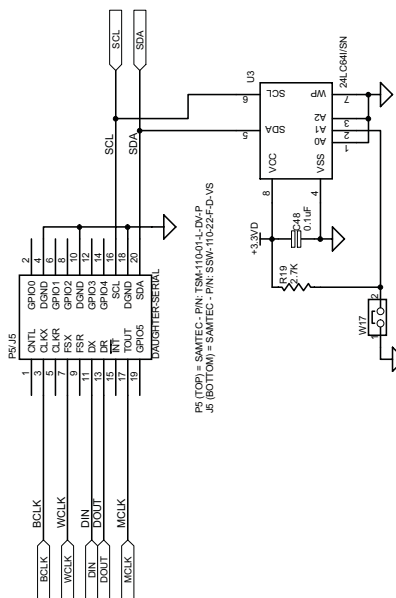 SCL
SDA
SCL
SDA
U3
6
5
SCL
SDA
VCC
VSS
WP
A2
A1
A0
7
3
2
1
24LC64I/SN
8
4
+3.3VD
C48
0.1uF
R19
2.7K
W17
1
2
P5 (TOP) = SAMTEC - P/N: TSM-110-01-L-DV-P
J5 (BOTTOM) = SAMTEC - P/N: SSW-110-22-F-D-VS
P5/J5
1 CNTL GPIO0 2
3 CLKX DGND 4
5 CLKR GPIO1 6
7 FSX GPIO2 8
9 FSR DGND 10
11 DX GPIO3 12
13 DR GPIO4 14
15 INT SCL 16
17 TOUT DGND 18
19 GPIO5 SDA 20
DAUGHTER-SERIAL
BCLK
WCLK
DIN
DOUT
MCLK
BCLK
WCLK
DIN
DOUT
MCLK